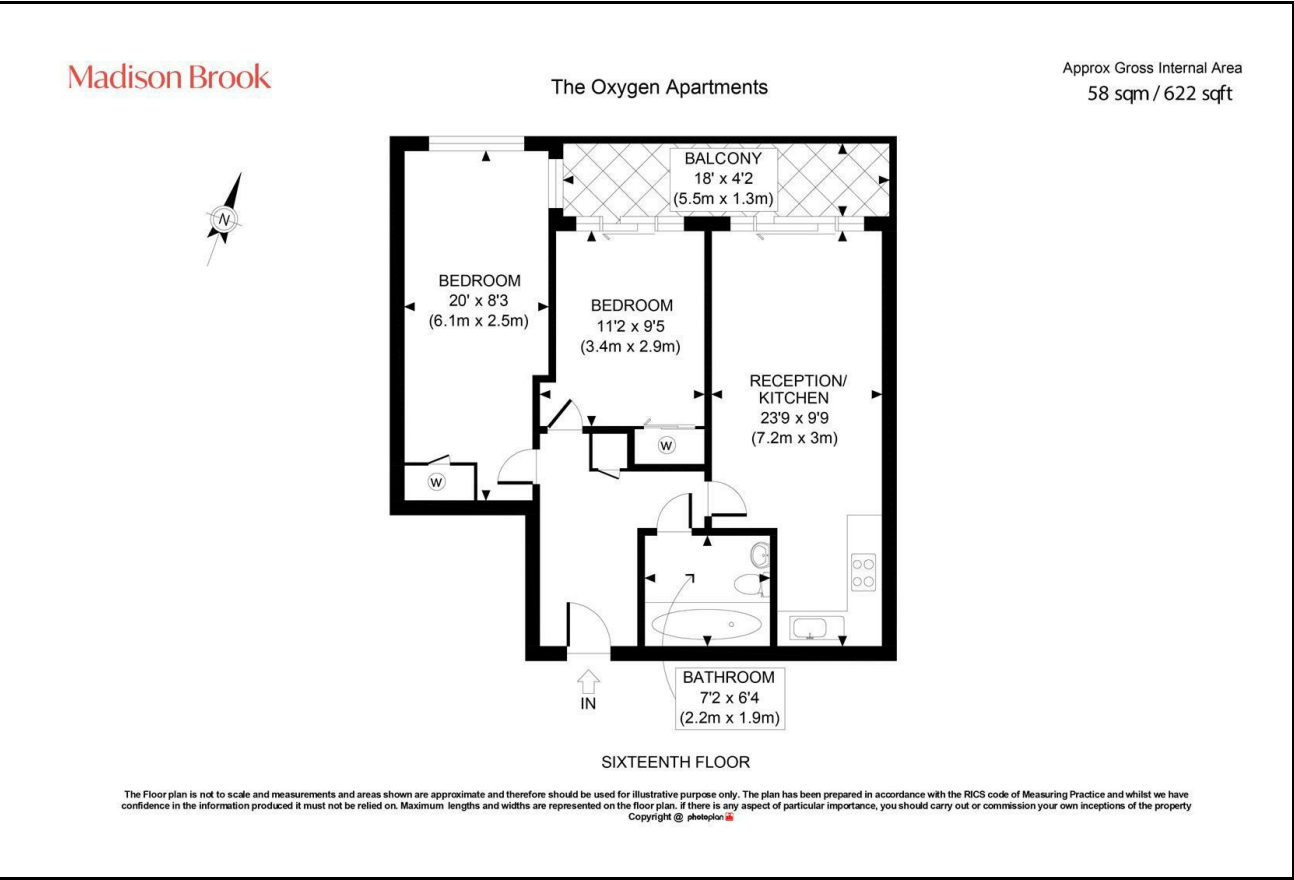 Madison Brook
The Oxygen Apartments
Approx Gross Internal Area
58 sqm / 622 sqft
N
BALCONY
18' x 4'2
(5.5m x 1.3m)
BEDROOM
20' x 8'3
(6.1m x 2.5m)
BEDROOM
11'2 x 9'5
(3.4m x 2.9m)
RECEPTION/
KITCHEN
23'9 x 9'9
(7.2m x 3m)
W
W
BATHROOM
7'2 x 6'4
(2.2m x 1.9m)
IN
SIXTEENTH FLOOR
The Floor plan is not to scale and measurements and areas shown are approximate and therefore should be used for illustrative purpose only. The plan has been prepared in accordance with the RICS code of Measuring Practice and whilst we have
confidence in the information produced it must not be relied on. Maximum lengths and widths are represented on the floor plan. if there is any aspect of particular importance, you should carry out or commission your own inceptions of the property
Copyright @ photoplan